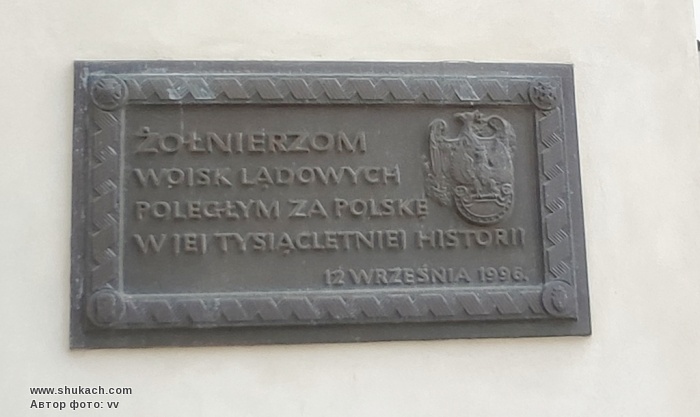 ŻOŁNIERZOM
WOJSK LĄDOWYCH
POLEGŁYM ZA POLSKĘ
W JEJ TYSIĄCLETNIEJ HISTORII
12 WRZEŚNIA 1996.
www.shukach.com
Автор фото: vv